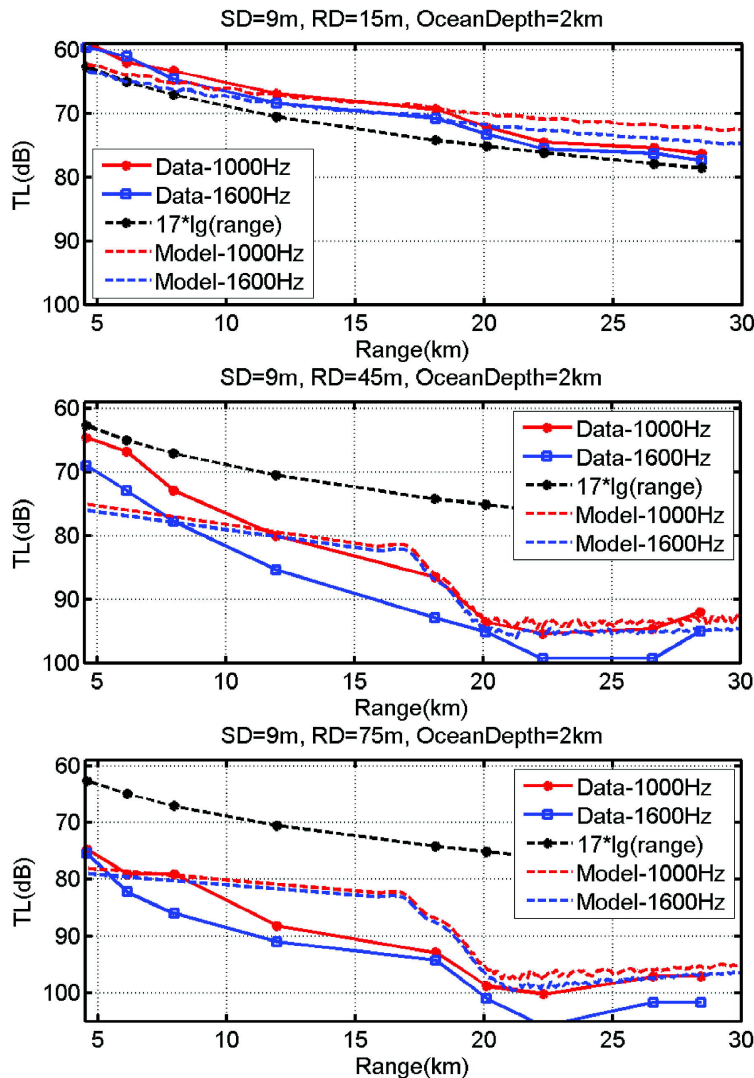 SD=9m, RD=15m, OceanDepth=2km
60
70
80
90
100
TL(dB)
Data-1000Hz
Data-1600Hz
17*lg(range)
Model-1000Hz
Model-1600Hz
5 10 15 20 25 30
Range(km)
SD=9m, RD=45m, OceanDepth=2km
60
70
80
90
100
TL(dB)
Data-1000Hz
Data-1600Hz
17*lg(range)
Model-1000Hz
Model-1600Hz
5 10 15 20 25 30
Range(km)
SD=9m, RD=75m, OceanDepth=2km
60
70
80
90
100
TL(dB)
Data-1000Hz
Data-1600Hz
17*lg(range)
Model-1000Hz
Model-1600Hz
5 10 15 20 25 30
Range(km)